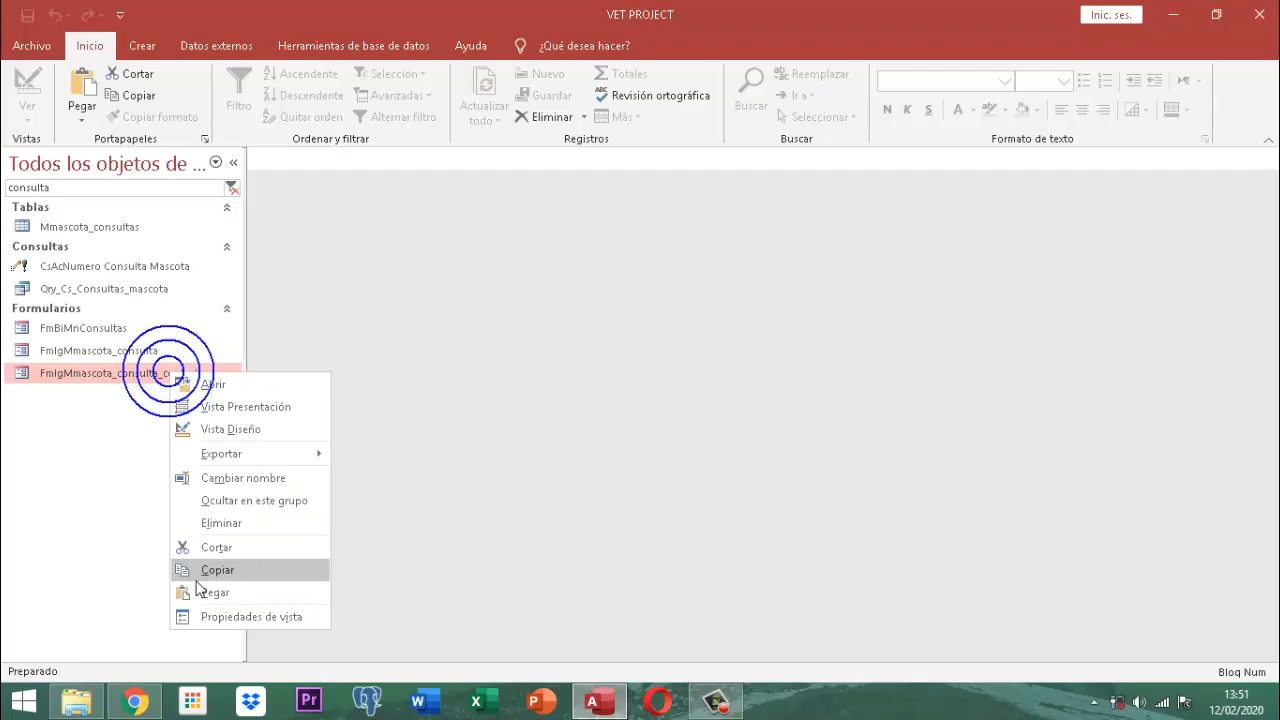 VET PROJECT
Inic. ses.
Archivo Inicio Crear Datos externos Herramientas de base de datos Ayuda ¿Qué desea hacer?
Ver
Pegar
Cortar
Copiar
Copiar formato
Filtro
Ascendente
Descendente
Quitar orden
Selección
Avanzadas
Alternar filtro
Actualizar todo
Nuevo
Guardar
Eliminar
Totales
Revisión ortográfica
Más
Buscar
Reemplazar
Ir a
Seleccionar
N K S A
Vistas Portapapeles Ordenar y filtrar Registros Buscar Formato de texto
Todos los objetos de ...
consulta
Tablas
Mmascota_consultas
Consultas
CsAcNumero Consulta Mascota
Qry_Cs_Consultas_mascota
Formularios
FmBiMnConsultas
FmIgMmascota_consulta
FmIgMmascota_consulta_c
Abrir
Vista Presentación
Vista Diseño
Exportar
Cambiar nombre
Ocultar en este grupo
Eliminar
Cortar
Copiar
Pegar
Propiedades de vista
Preparado
Bloq Num
Pr
13:51
12/02/2020